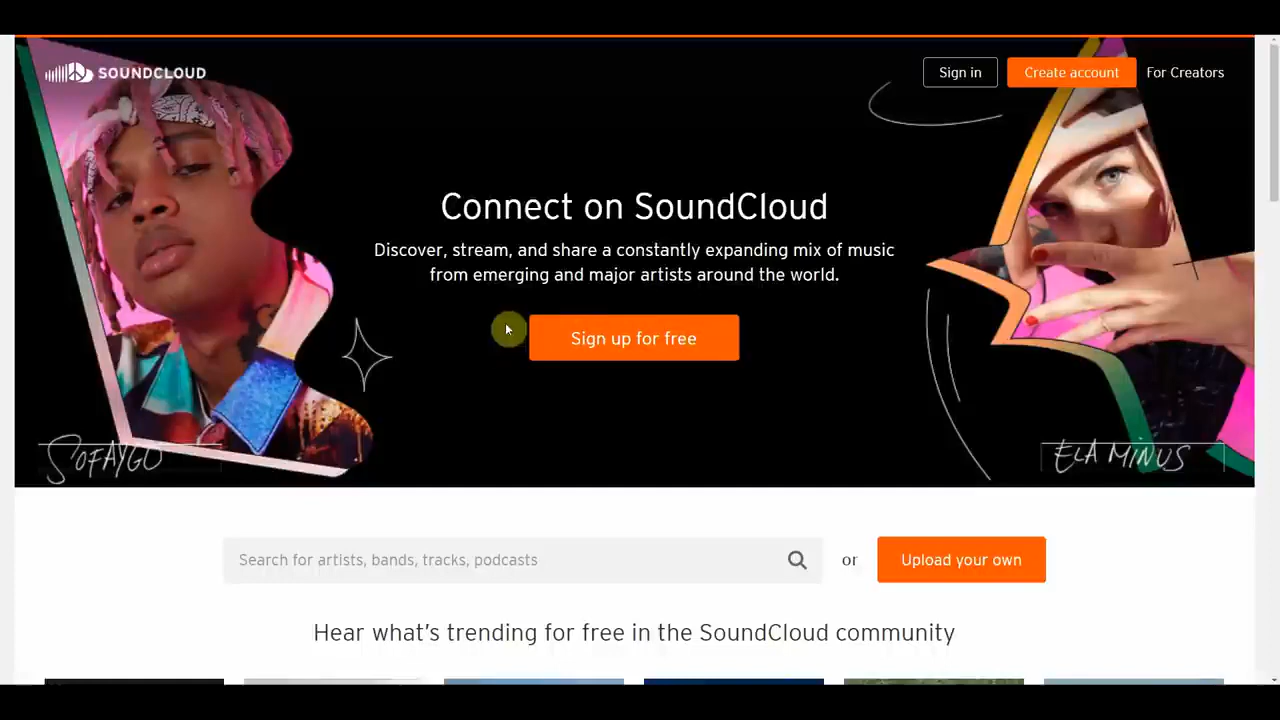 SOUNDCLOUD
Sign in
Create account
For Creators
Connect on SoundCloud
Discover, stream, and share a constantly expanding mix of music
from emerging and major artists around the world.
Sign up for free
SOFAYGO
ELA MINUS
Search for artists, bands, tracks, podcasts
or
Upload your own
Hear what’s trending for free in the SoundCloud community